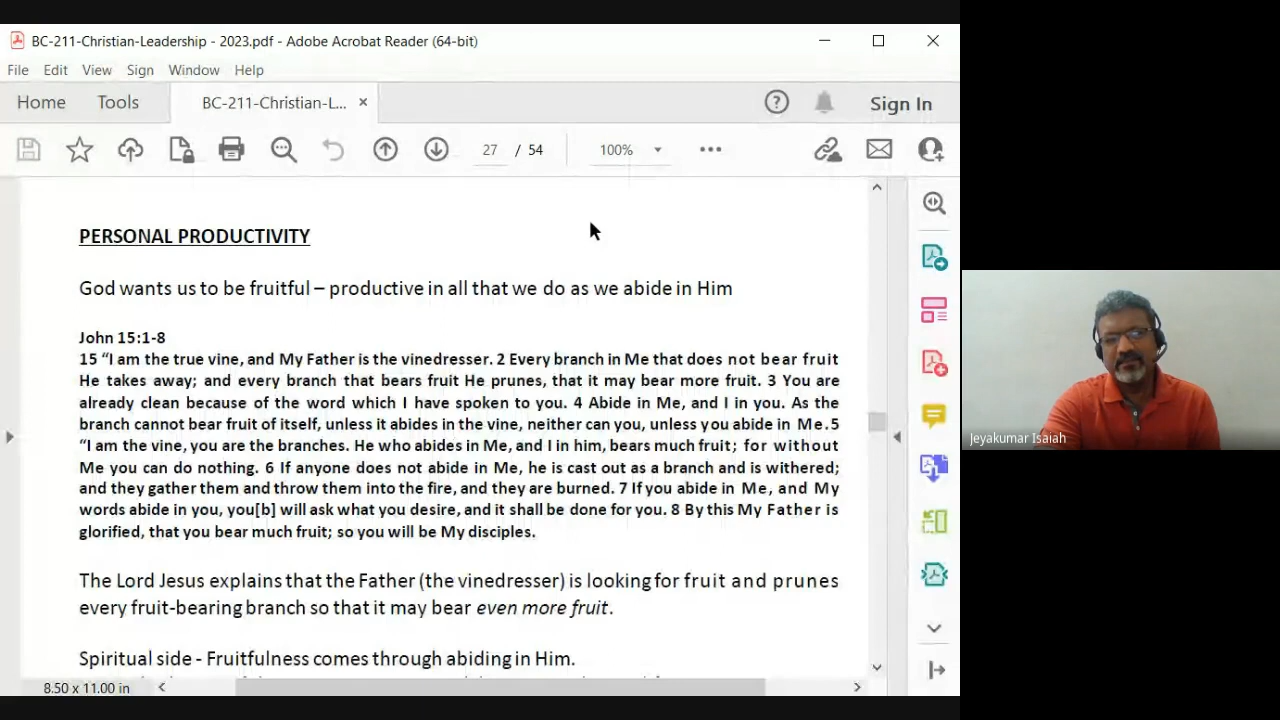 BC-211-Christian-Leadership - 2023.pdf - Adobe Acrobat Reader (64-bit)
File Edit View Sign Window Help
Home Tools BC-211-Christian-L... × Sign In
27 / 54 100%
PERSONAL PRODUCTIVITY
God wants us to be fruitful – productive in all that we do as we abide in Him
John 15:1-8
15 “I am the true vine, and My Father is the vinedresser. 2 Every branch in Me that does not bear fruit
He takes away; and every branch that bears fruit He prunes, that it may bear more fruit. 3 You are
already clean because of the word which I have spoken to you. 4 Abide in Me, and I in you. As the
branch cannot bear fruit of itself, unless it abides in the vine, neither can you, unless you abide in Me.5
“I am the vine, you are the branches. He who abides in Me, and I in him, bears much fruit; for without
Me you can do nothing. 6 If anyone does not abide in Me, he is cast out as a branch and is withered;
and they gather them and throw them into the fire, and they are burned. 7 If you abide in Me, and My
words abide in you, you[b] will ask what you desire, and it shall be done for you. 8 By this My Father is
glorified, that you bear much fruit; so you will be My disciples.
The Lord Jesus explains that the Father (the vinedresser) is looking for fruit and prunes
every fruit-bearing branch so that it may bear even more fruit.
Spiritual side - Fruitfulness comes through abiding in Him.
8.50 x 11.00 in
Jeyakumar Isaiah